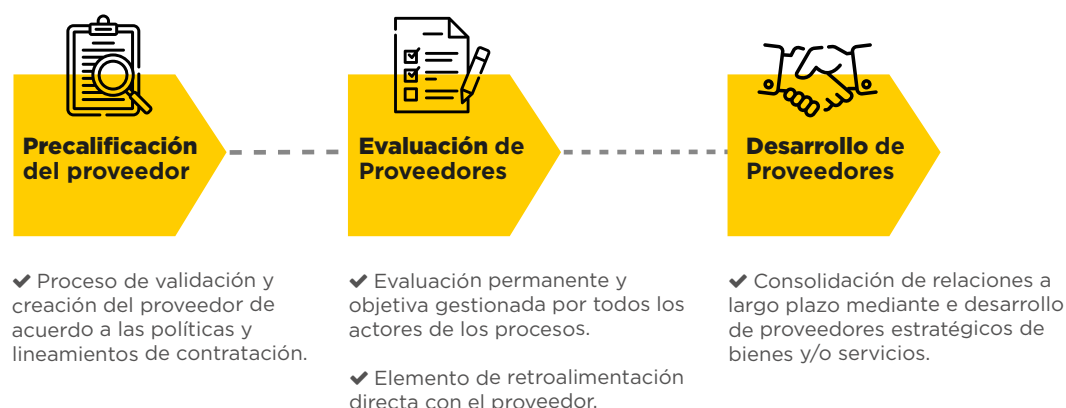 Precalificación
del proveedor
Evaluación de
Proveedores
Desarrollo de
Proveedores
✔ Proceso de validación y
creación del proveedor de
acuerdo a las políticas y
lineamientos de contratación.
✔ Evaluación permanente y
objetiva gestionada por todos los
actores de los procesos.
✔ Elemento de retroalimentación
directa con el proveedor.
✔ Consolidación de relaciones a
largo plazo mediante e desarrollo
de proveedores estratégicos de
bienes y/o servicios.